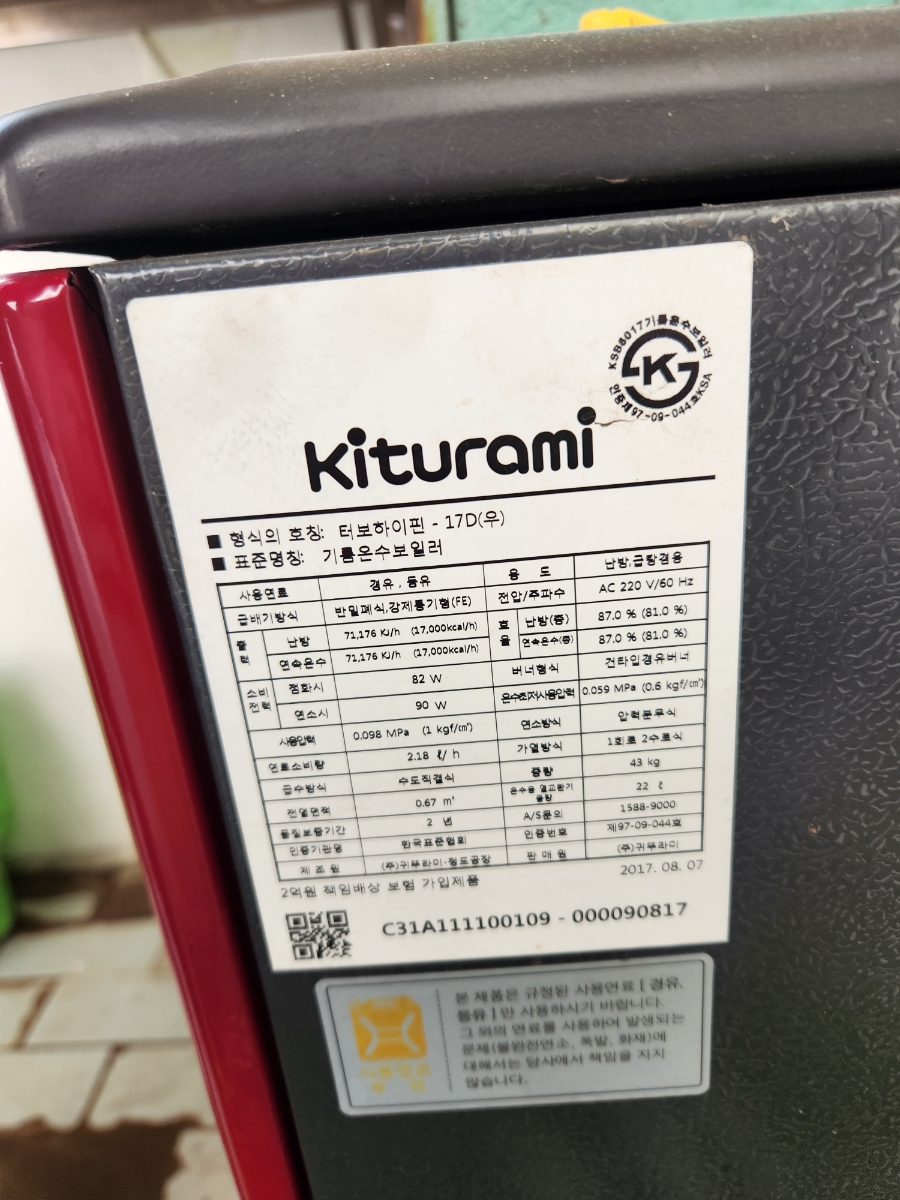 KSB8017기름온수보일러
인증제97-09-044호KSA
Kiturami
■ 형식의 호칭: 터보하이핀 - 17D(우)
■ 표준명칭: 기름온수보일러
사용연료 경유 , 등유 용 도 난방,급탕겸용
급배기방식 반밀폐식,강제통기형(FE) 전압/주파수 AC 220 V/60 Hz
출력 난방 71,176 KJ/h (17,000kcal/h) 효율 난방(총) 87.0 % (81.0 %)
연속온수 71,176 KJ/h (17,000kcal/h) 연속온수(총) 87.0 % (81.0 %)
소비전력 점화시 82 W 버너형식 건타입경유버너
연소시 90 W 온수최저사용압력 0.059 MPa (0.6 kgf/㎠)
사용압력 0.098 MPa (1 kgf/㎠) 연소방식 압력분무식
연료소비량 2.18 ℓ/ h 가열방식 1회로 2수로식
급수방식 수도직결식 중량 43 kg
전열면적 0.67 ㎡ 온수용 열교환기 용량 22 ℓ
품질보증기간 2 년 A/S문의 1588-9000
인증기관명 한국표준협회 인증번호 제97-09-044호
제 조 원 (주)귀뚜라미·청도공장 판 매 원 (주)귀뚜라미
2억원 책임배상 보험 가입제품 2017. 08. 07
C31A111100109 - 000090817
본 제품은 규정된 사용연료 [ 경유,
등유 ] 만 사용하시기 바랍니다.
그 외의 연료를 사용하여 발생되는
문제(불완전연소, 폭발, 화재)에
대해서는 당사에서 책임을 지지
않습니다.